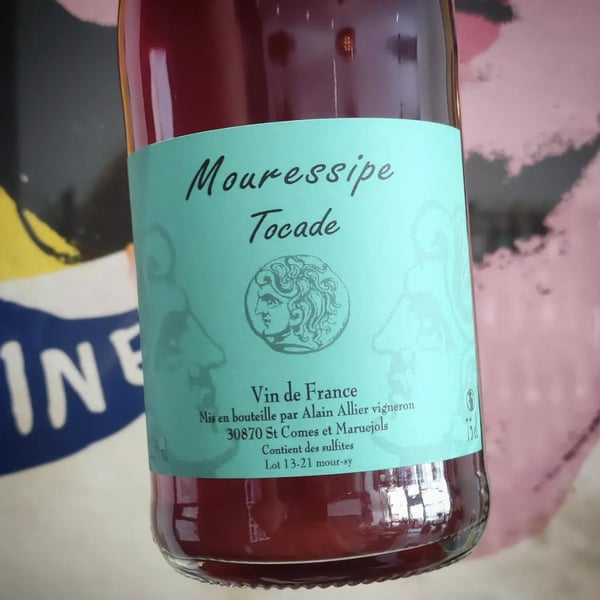 Mouressipe
Tocade
INE
Vin de France
Mis en bouteille par Alain Allier vigneron
30870 St Comes et Maruejols
Contient des sulfites
Lot 13-21 mour-sy
75cl